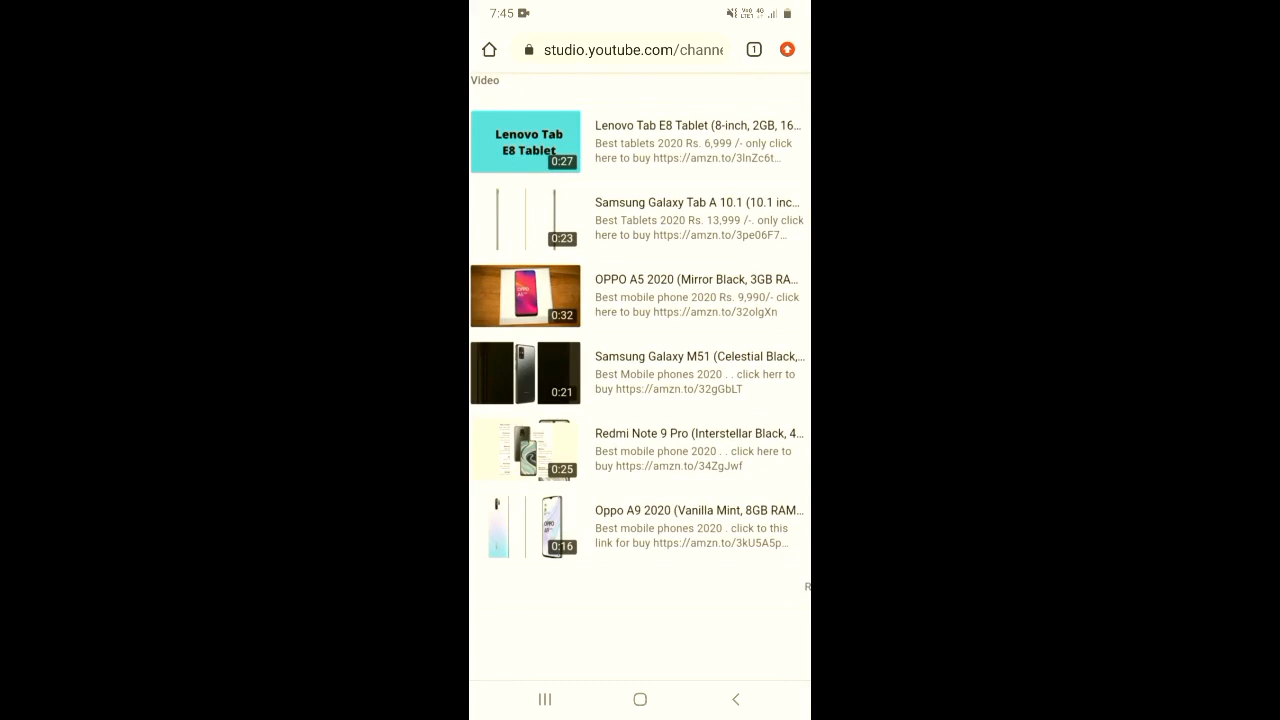 7:45
Vo) 4G
LTE1
studio.youtube.com/channe
1
Video
Lenovo Tab
E8 Tablet
0:27
Lenovo Tab E8 Tablet (8-inch, 2GB, 16...
Best tablets 2020 Rs. 6,999 /- only click
here to buy https://amzn.to/3lnZc6t...
0:23
Samsung Galaxy Tab A 10.1 (10.1 inc...
Best Tablets 2020 Rs. 13,999 /-. only click
here to buy https://amzn.to/3pe06F7...
OPPO
0:32
OPPO A5 2020 (Mirror Black, 3GB RA...
Best mobile phone 2020 Rs. 9,990/- click
here to buy https://amzn.to/32olgXn
0:21
Samsung Galaxy M51 (Celestial Black,...
Best Mobile phones 2020 . . click herr to
buy https://amzn.to/32gGbLT
0:25
Redmi Note 9 Pro (Interstellar Black, 4...
Best mobile phone 2020 . . click here to
buy https://amzn.to/34ZgJwf
OPPO
0:16
Oppo A9 2020 (Vanilla Mint, 8GB RAM...
Best mobile phones 2020 . click to this
link for buy https://amzn.to/3kU5A5p...
R